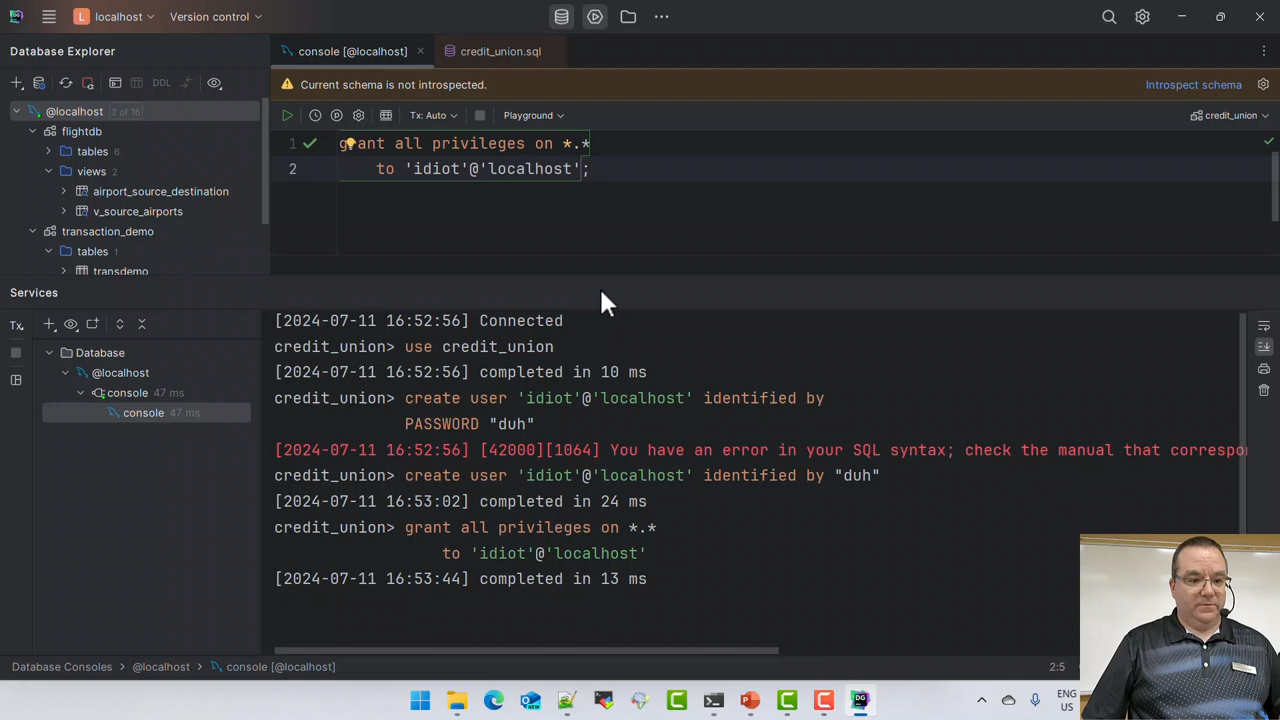 L localhost Version control
Database Explorer
console [@localhost] credit_union.sql
DDL
Current schema is not introspected. Introspect schema
@localhost 2 of 16
Tx: Auto Playground credit_union
flightdb
1 grant all privileges on *.*
tables 6
2 to 'idiot'@'localhost';
views 2
airport_source_destination
v_source_airports
transaction_demo
tables 1
transdemo
Services
Tx
[2024-07-11 16:52:56] Connected
credit_union> use credit_union
Database
[2024-07-11 16:52:56] completed in 10 ms
@localhost
console 47 ms
credit_union> create user 'idiot'@'localhost' identified by
console 47 ms
PASSWORD "duh"
[2024-07-11 16:52:56] [42000][1064] You have an error in your SQL syntax; check the manual that correspo
credit_union> create user 'idiot'@'localhost' identified by "duh"
[2024-07-11 16:53:02] completed in 24 ms
credit_union> grant all privileges on *.*
to 'idiot'@'localhost'
[2024-07-11 16:53:44] completed in 13 ms
Database Consoles > @localhost > console [@localhost] 2:5
DG
NEW
ENG
US